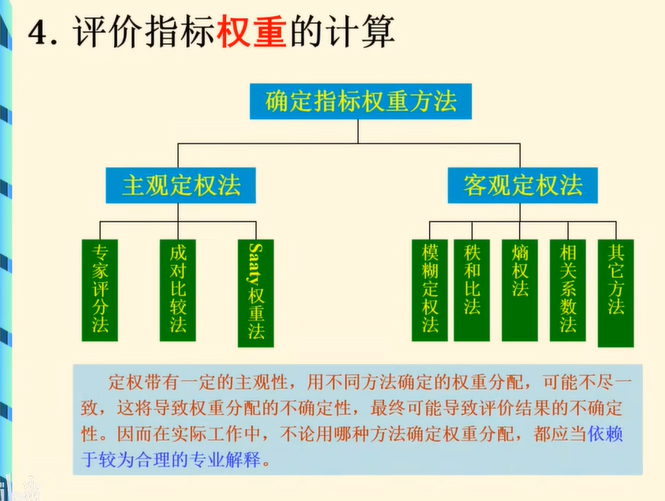 4. 评价指标权重的计算
确定指标权重方法
主观定权法
客观定权法
专家评分法
成对比较法
Saaty权重法
模糊定权法
秩和比法
熵权法
相关系数法
其它方法
定权带有一定的主观性，用不同方法确定的权重分配，可能不尽一
致，这将导致权重分配的不确定性，最终可能导致评价结果的不确定
性。因而在实际工作中，不论用哪种方法确定权重分配，都应当依赖
于较为合理的专业解释。